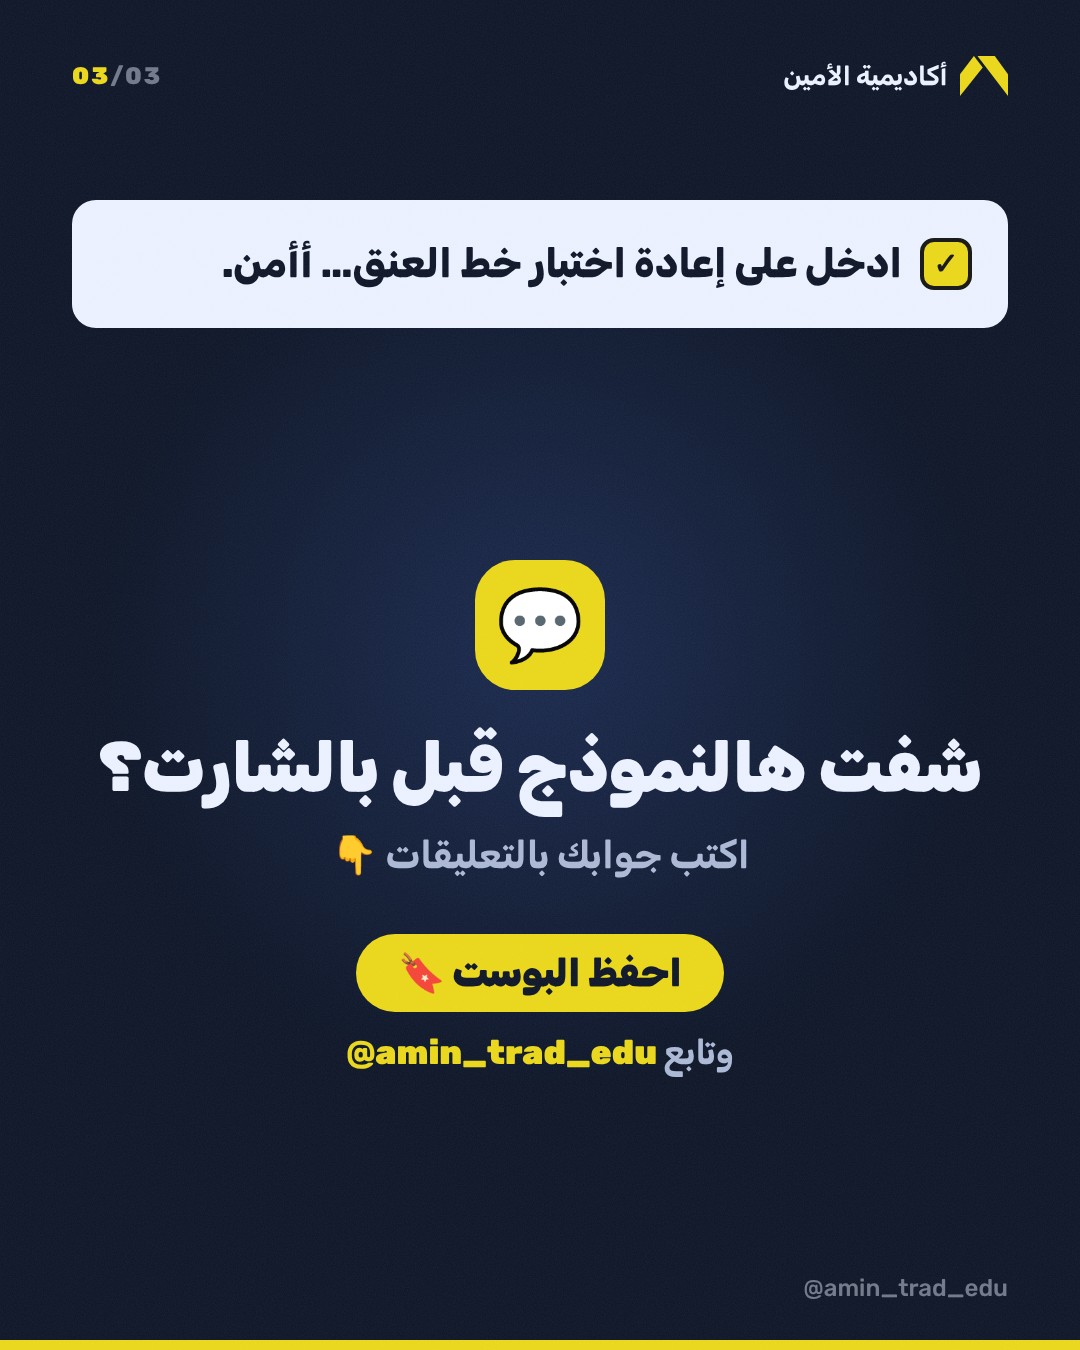 أكاديمية الأمين
03/03
ادخل على إعادة اختبار خط العنق... أأمن.
شفت هالنموذج قبل بالشارت؟
اكتب جوابك بالتعليقات 👇
احفظ البوست 🔖
وتابع @amin_trad_edu
@amin_trad_edu